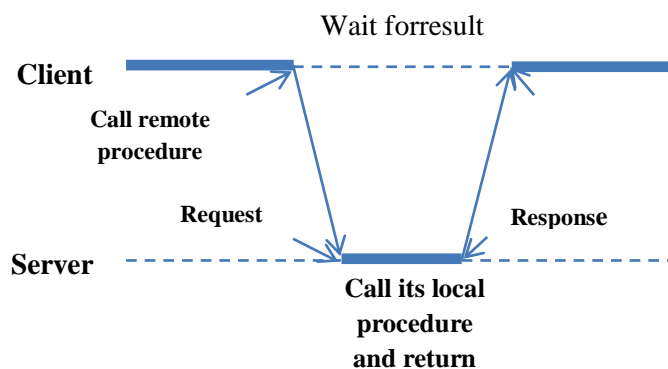 Wait forresult
Client
Call remote
procedure
Request
Response
Server
Call its local
procedure
and return